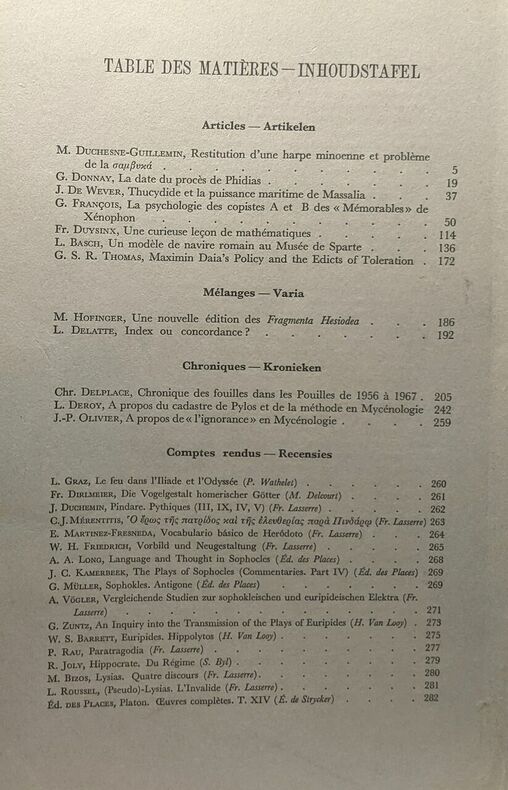 TABLE DES MATIÈRES — INHOUDSTAFEL
Articles — Artikelen
M. DUCHESNE-GUILLEMIN, Restitution d'une harpe minoenne et problème
de la σαμβυκά . . . . . . . . . 5
G. DONNAY, La date du procès de Phidias . . . . . . 19
J. DE WEVER, Thucydide et la puissance maritime de Massalia . . 37
G. FRANÇOIS, La psychologie des copistes A et B des « Mémorables » de
Xénophon . . . . . . . . . 50
Fr. DUYSINX, Une curieuse leçon de mathématiques . . . . 114
L. BASCH, Un modèle de navire romain au Musée de Sparte . . 136
G. S. R. THOMAS, Maximin Daia's Policy and the Edicts of Toleration . 172
Mélanges — Varia
M. HOFINGER, Une nouvelle édition des Fragmenta Hesiodea . . . 186
L. DELATTE, Index ou concordance ? . . . . . . 192
Chroniques — Kronieken
Chr. DELPLACE, Chronique des fouilles dans les Pouilles de 1956 à 1967 . 205
L. DEROY, A propos du cadastre de Pylos et de la méthode en Mycénologie 242
J.-P. OLIVIER, A propos de « l'ignorance » en Mycénologie . . . . 259
Comptes rendus — Recensies
L. GRAZ, Le feu dans l'Iliade et l'Odyssée (P. Wathelet) . . . . . 260
Fr. DIRLMEIER, Die Vogelgestalt homerischer Götter (M. Delcourt) . . . 261
J. DUCHEMIN, Pindare. Pythiques (III, IX, IV, V) (Fr. Lasserre) . . . 262
C.J. MÉRENTITIS, Ὁ ἔρως τῆς πατρίδος καὶ τῆς ἐλευθερίας παρὰ Πινδάρῳ (Fr. Lasserre) 263
E. MARTINEZ-FRESNEDA, Vocabulario básico de Heródoto (Fr. Lasserre) . . 264
W. H. FRIEDRICH, Vorbild und Neugestaltung (Fr. Lasserre) . . . . 265
A. A. LONG, Language and Thought in Sophocles (Éd. des Places) . . . 268
J. C. KAMERBEEK, The Plays of Sophocles (Commentaries. Part IV) (Éd. des Places) . 269
G. MÜLLER, Sophokles. Antigone (Éd. des Places) . . . . . 269
A. VÖGLER, Vergleichende Studien zur sophokleischen und euripideischen Elektra (Fr.
Lasserre) . . . . . . . . . 271
G. ZUNTZ, An Inquiry into the Transmission of the Plays of Euripides (H. Van Looy) . 273
W. S. BARRETT, Euripides. Hippolytos (H. Van Looy) . . . . . 275
P. RAU, Paratragodia (Fr. Lasserre) . . . . . . . 277
R. JOLY, Hippocrate. Du Régime (S. Byl) . . . . . . 279
M. BIZOS, Lysias. Quatre discours (Fr. Lasserre) . . . . . . 280
L. ROUSSEL, (Pseudo)-Lysias. L'Invalide (Fr. Lasserre) . . . . . 281
Éd. DES PLACES, Platon. Œuvres complètes. T. XIV (É. de Strycker) . . . 282